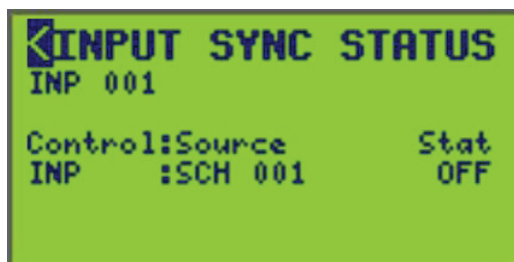 <INPUT SYNC STATUS
INP 001
Control:Source Stat
INP :SCH 001 OFF